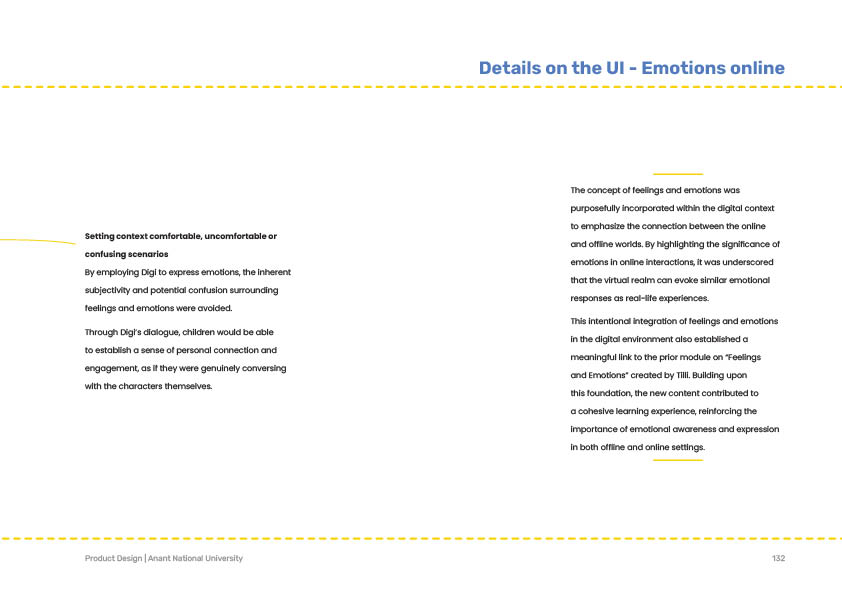 Details on the UI - Emotions online
Setting context comfortable, uncomfortable or
confusing scenarios
By employing Digi to express emotions, the inherent
subjectivity and potential confusion surrounding
feelings and emotions were avoided.
Through Digi's dialogue, children would be able
to establish a sense of personal connection and
engagement, as if they were genuinely conversing
with the characters themselves.
The concept of feelings and emotions was
purposefully incorporated within the digital context
to emphasize the connection between the online
and offline worlds. By highlighting the significance of
emotions in online interactions, it was underscored
that the virtual realm can evoke similar emotional
responses as real-life experiences.
This intentional integration of feelings and emotions
in the digital environment also established a
meaningful link to the prior module on “Feelings
and Emotions” created by Tilli. Building upon
this foundation, the new content contributed to
a cohesive learning experience, reinforcing the
importance of emotional awareness and expression
in both offline and online settings.
Product Design | Anant National University
132